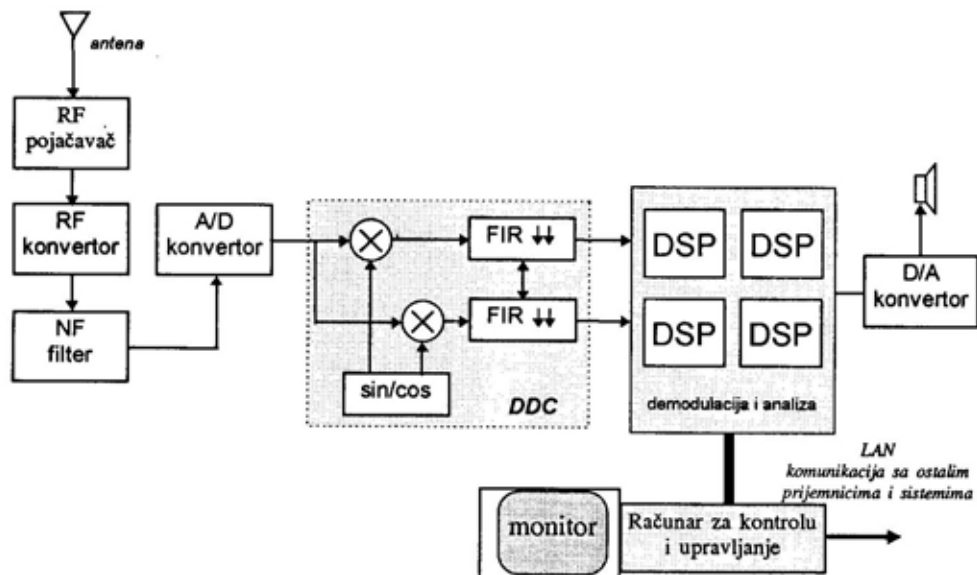 antena
RF
pojačavač
RF
konvertor
NF
filter
A/D
konvertor
FIR ↓↓
FIR ↓↓
sin/cos
DDC
DSP DSP
DSP DSP
demodulacija i analiza
D/A
konvertor
LAN
komunikacija sa ostalim
prijemnicima i sistemima
monitor
Računar za kontrolu
i upravljanje